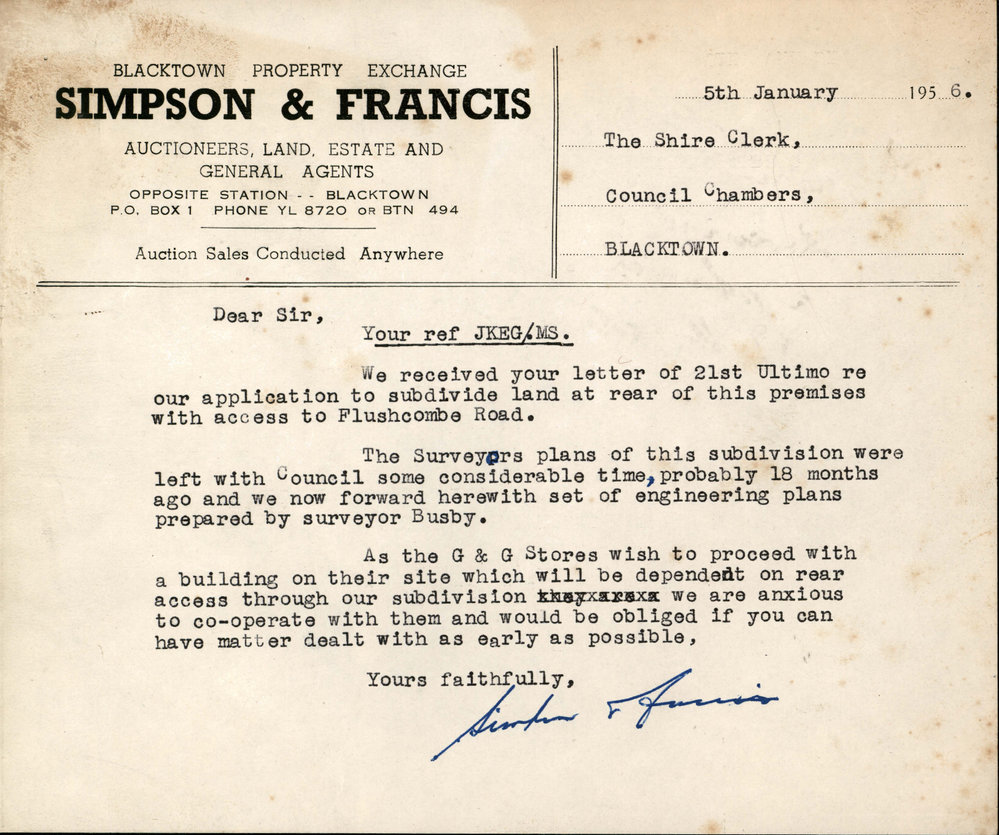 BLACKTOWN PROPERTY EXCHANGE
SIMPSON & FRANCIS
AUCTIONEERS, LAND, ESTATE AND
GENERAL AGENTS
OPPOSITE STATION - - BLACKTOWN
P.O. BOX 1 PHONE YL 8720 OR BTN 494
Auction Sales Conducted Anywhere
5th January 1956.
The Shire Clerk,
Council Chambers,
BLACKTOWN.
Dear Sir,
Your ref JKEG/MS.
We received your letter of 21st Ultimo re
our application to subdivide land at rear of this premises
with access to Flushcombe Road.
The Surveyors plans of this subdivision were
left with Council some considerable time, probably 18 months
ago and we now forward herewith set of engineering plans
prepared by surveyor Busby.
As the G & G Stores wish to proceed with
a building on their site which will be dependent on rear
access through our subdivision we are anxious
to co-operate with them and would be obliged if you can
have matter dealt with as early as possible,
Yours faithfully,
Simpson & Francis